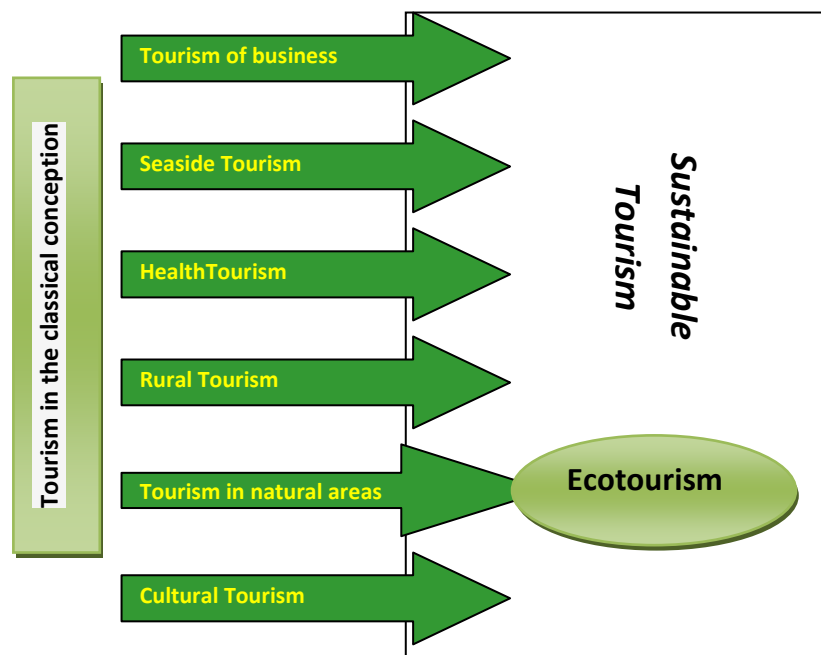 Tourism in the classical conception
Tourism of business
Seaside Tourism
HealthTourism
Rural Tourism
Tourism in natural areas
Cultural Tourism
Sustainable
Tourism
Ecotourism